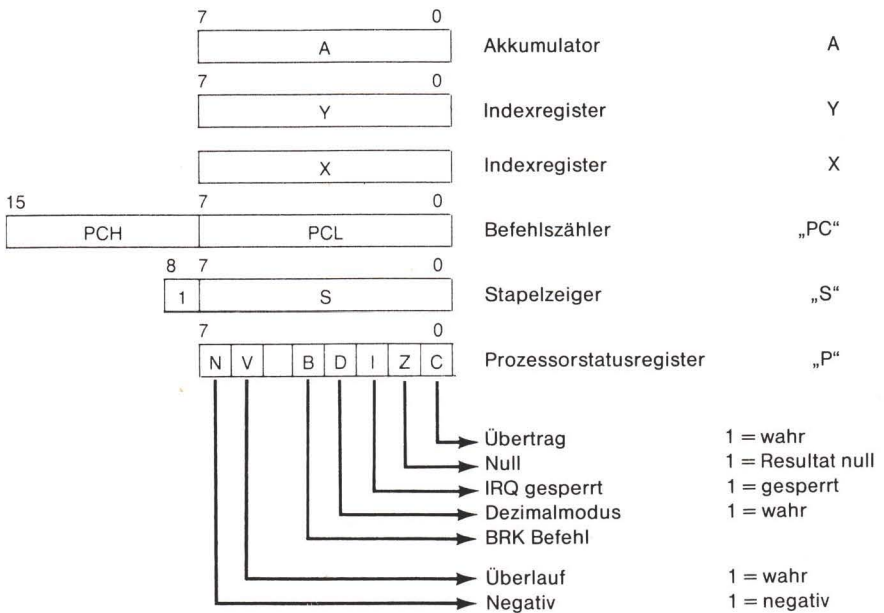 7 0
A Akkumulator A
7 0
Y Indexregister Y
X Indexregister X
15 7 0
PCH PCL Befehlszähler „PC“
8 7 0
1 S Stapelzeiger „S“
7 0
N V B D I Z C Prozessorstatusregister „P“
Übertrag 1 = wahr
Null 1 = Resultat null
IRQ gesperrt 1 = gesperrt
Dezimalmodus 1 = wahr
BRK Befehl
Überlauf 1 = wahr
Negativ 1 = negativ